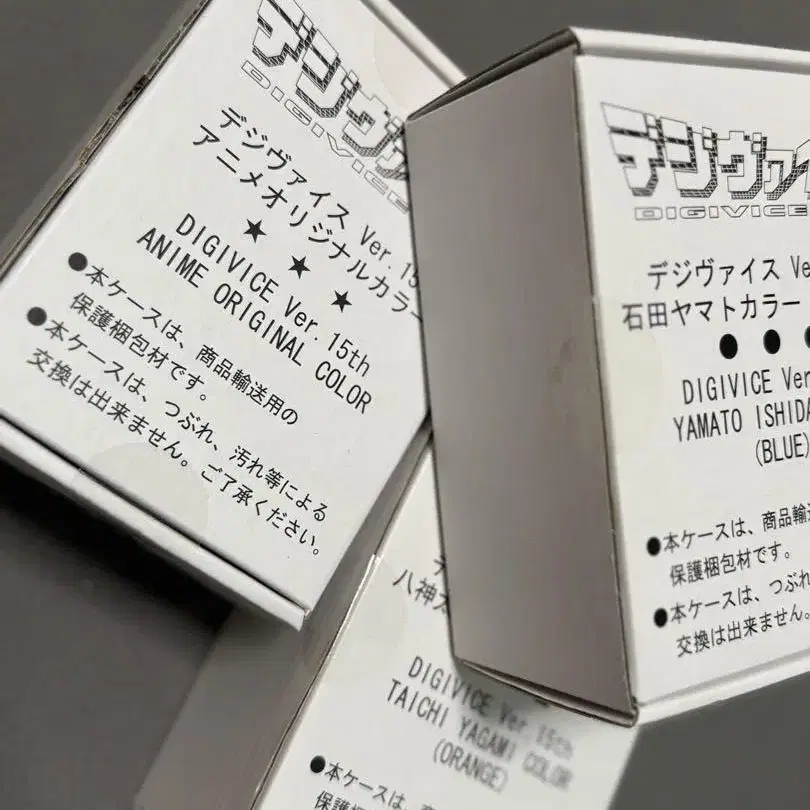 デジヴァ
DIGIVICE
デジヴァイス Ver. 15
アニメオリジナルカラー
★ ★ ★
DIGIVICE Ver. 15th
ANIME ORIGINAL COLOR
●本ケースは、商品輸送用の
保護梱包材です。
●本ケースは、つぶれ、汚れ等による
交換は出来ません。ご了承ください。
デジヴァイ
DIGIVICE
デジヴァイス Ve
石田ヤマトカラー
● ● ●
DIGIVICE Ver
YAMATO ISHIDA
(BLUE)
●本ケースは、商品輸送
保護梱包材です。
●本ケースは、つぶれ
交換は出来ません。
八神
DIGIVICE Ver. 15th
TAICHI YAGAMI COLOR
(ORANGE)
●本ケースは、商品
保護梱包材